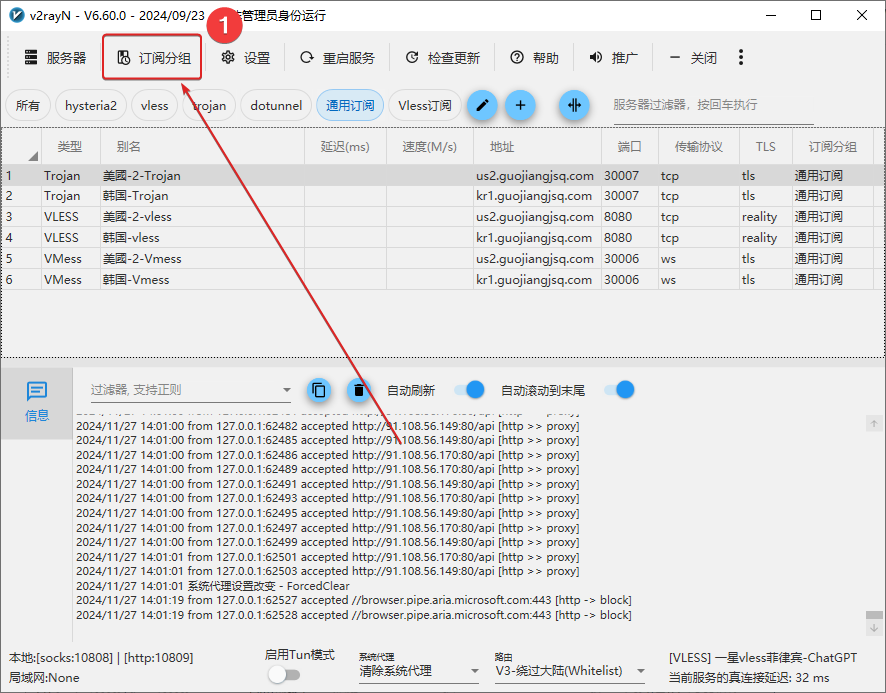 v2rayN - V6.60.0 - 2024/09/23 管理员身份运行
1
服务器 订阅分组 设置 重启服务 检查更新 帮助 推广 关闭
所有 hysteria2 vless trojan dotunnel 通用订阅 Vless订阅 服务器过滤器，按回车执行
类型 别名 延迟(ms) 速度(M/s) 地址 端口 传输协议 TLS 订阅分组
1 Trojan 美國-2-Trojan us2.guojiangjsq.com 30007 tcp tls 通用订阅
2 Trojan 韩国-Trojan kr1.guojiangjsq.com 30007 tcp tls 通用订阅
3 VLESS 美國-2-vless us2.guojiangjsq.com 8080 tcp reality 通用订阅
4 VLESS 韩国-vless kr1.guojiangjsq.com 8080 tcp reality 通用订阅
5 VMess 美國-2-Vmess us2.guojiangjsq.com 30006 ws tls 通用订阅
6 VMess 韩国-Vmess kr1.guojiangjsq.com 30006 ws tls 通用订阅
信息
过滤器, 支持正则 自动刷新 自动滚动到末尾
2024/11/27 14:01:00 from 127.0.0.1:62482 accepted http://91.108.56.149:80/api [http >> proxy]
2024/11/27 14:01:00 from 127.0.0.1:62485 accepted http://91.108.56.149:80/api [http >> proxy]
2024/11/27 14:01:00 from 127.0.0.1:62486 accepted http://91.108.56.170:80/api [http >> proxy]
2024/11/27 14:01:00 from 127.0.0.1:62489 accepted http://91.108.56.170:80/api [http >> proxy]
2024/11/27 14:01:00 from 127.0.0.1:62491 accepted http://91.108.56.149:80/api [http >> proxy]
2024/11/27 14:01:00 from 127.0.0.1:62493 accepted http://91.108.56.170:80/api [http >> proxy]
2024/11/27 14:01:00 from 127.0.0.1:62495 accepted http://91.108.56.149:80/api [http >> proxy]
2024/11/27 14:01:00 from 127.0.0.1:62497 accepted http://91.108.56.170:80/api [http >> proxy]
2024/11/27 14:01:00 from 127.0.0.1:62499 accepted http://91.108.56.149:80/api [http >> proxy]
2024/11/27 14:01:01 from 127.0.0.1:62501 accepted http://91.108.56.170:80/api [http >> proxy]
2024/11/27 14:01:01 from 127.0.0.1:62503 accepted http://91.108.56.149:80/api [http >> proxy]
2024/11/27 14:01:01 系统代理设置改变 - ForcedClear
2024/11/27 14:01:19 from 127.0.0.1:62527 accepted //browser.pipe.aria.microsoft.com:443 [http -> block]
2024/11/27 14:01:19 from 127.0.0.1:62528 accepted //browser.pipe.aria.microsoft.com:443 [http -> block]
本地:[socks:10808] | [http:10809]
局域网:None
启用Tun模式
系统代理
清除系统代理
路由
V3-绕过大陆(Whitelist)
[VLESS] 一星vless菲律宾-ChatGPT
当前服务的真连接延迟: 32 ms